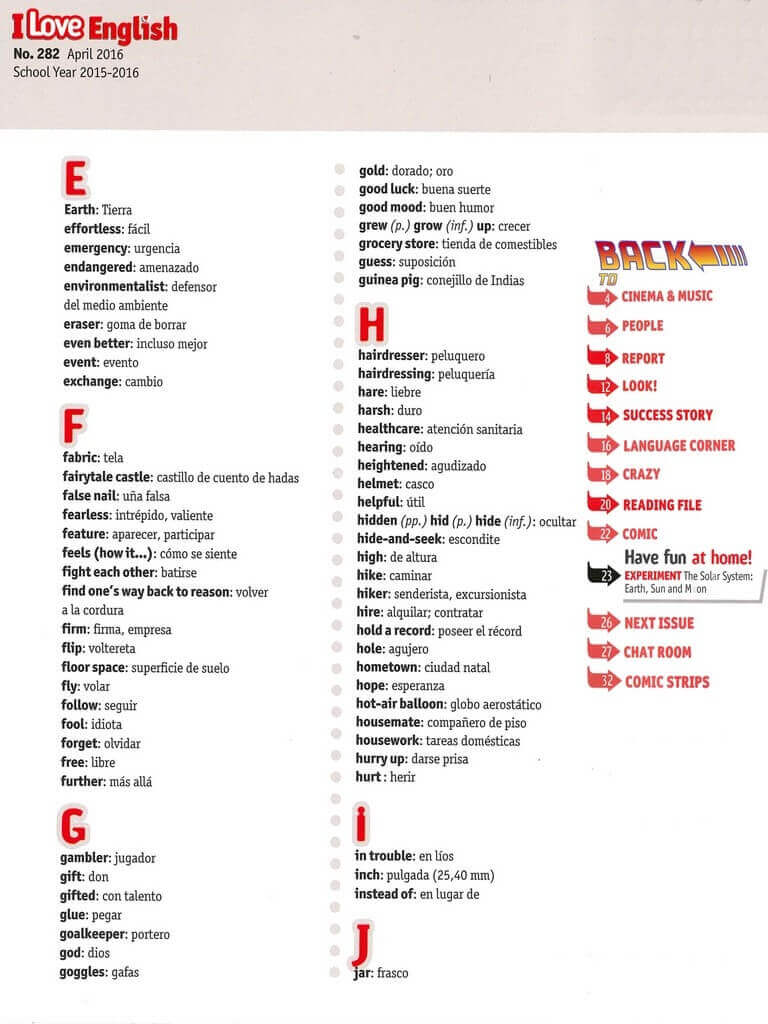 I Love English
No. 282 April 2016
School Year 2015-2016
E
Earth: Tierra
effortless: fácil
emergency: urgencia
endangered: amenazado
environmentalist: defensor
del medio ambiente
eraser: goma de borrar
even better: incluso mejor
event: evento
exchange: cambio
F
fabric: tela
fairytale castle: castillo de cuento de hadas
false nail: uña falsa
fearless: intrépido, valiente
feature: aparecer, participar
feels (how it...): cómo se siente
fight each other: batirse
find one's way back to reason: volver
a la cordura
firm: firma, empresa
flip: voltereta
floor space: superficie de suelo
fly: volar
follow: seguir
fool: idiota
forget: olvidar
free: libre
further: más allá
G
gambler: jugador
gift: don
gifted: con talento
glue: pegar
goalkeeper: portero
god: dios
goggles: gafas
gold: dorado; oro
good luck: buena suerte
good mood: buen humor
grew (p.) grow (inf.) up: crecer
grocery store: tienda de comestibles
guess: suposición
guinea pig: conejillo de Indias
H
hairdresser: peluquero
hairdressing: peluquería
hare: liebre
harsh: duro
healthcare: atención sanitaria
hearing: oído
heightened: agudizado
helmet: casco
helpful: útil
hidden (pp.) hid (p.) hide (inf.): ocultar
hide-and-seek: escondite
high: de altura
hike: caminar
hiker: senderista, excursionista
hire: alquilar; contratar
hold a record: poseer el récord
hole: agujero
hometown: ciudad natal
hope: esperanza
hot-air balloon: globo aerostático
housemate: compañero de piso
housework: tareas domésticas
hurry up: darse prisa
hurt : herir
i
in trouble: en líos
inch: pulgada (25,40 mm)
instead of: en lugar de
J
jar: frasco
BACK
TO
4 CINEMA & MUSIC
6 PEOPLE
8 REPORT
12 LOOK!
14 SUCCESS STORY
16 LANGUAGE CORNER
18 CRAZY
20 READING FILE
22 COMIC
Have fun at home!
23 EXPERIMENT The Solar System:
Earth, Sun and M on
26 NEXT ISSUE
27 CHAT ROOM
32 COMIC STRIPS